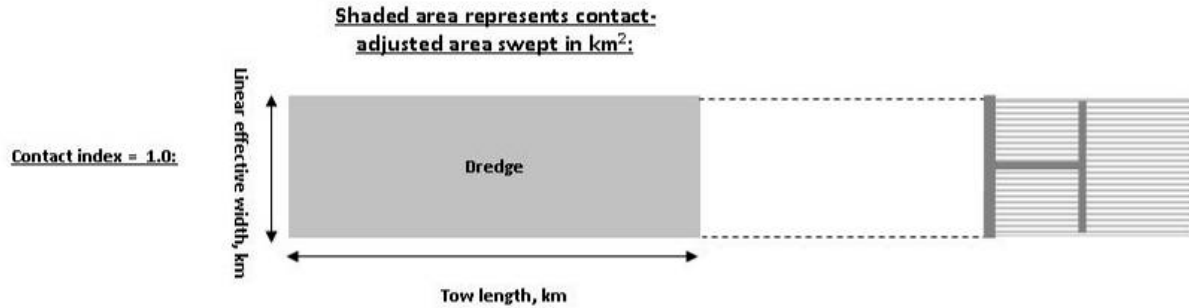 Shaded area represents contact-
adjusted area swept in km²:
Linear effective width, km
Contact index = 1.0:
Dredge
Tow length, km